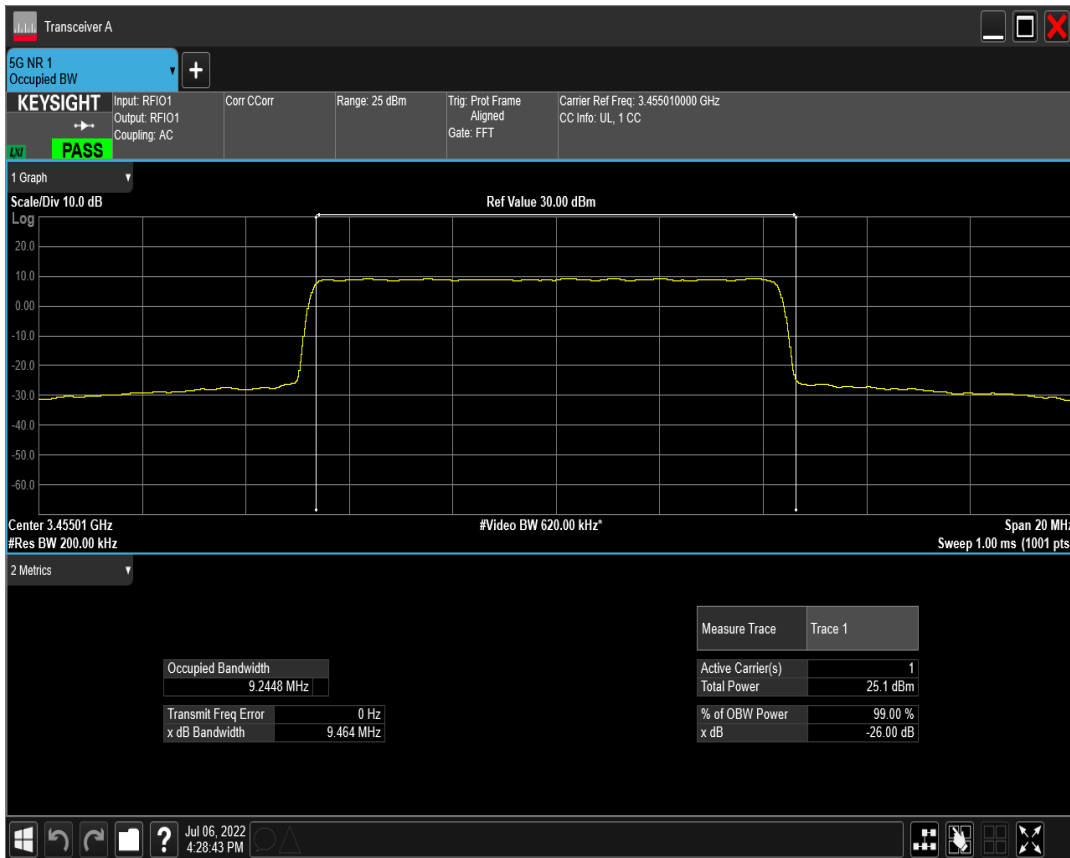 Transceiver A
5G NR 1
Occupied BW
+
KEYSIGHT
LXI
PASS
Input: RFIO1
Output: RFIO1
Coupling: AC
Corr CCorr
Range: 25 dBm
Trig: Prot Frame
Aligned
Gate: FFT
Carrier Ref Freq: 3.455010000 GHz
CC Info: UL, 1 CC
1 Graph
Scale/Div 10.0 dB
Ref Value 30.00 dBm
Log
20.0
10.0
0.00
-10.0
-20.0
-30.0
-40.0
-50.0
-60.0
Center 3.45501 GHz
#Video BW 620.00 kHz*
Span 20 MHz
#Res BW 200.00 kHz
Sweep 1.00 ms (1001 pts
2 Metrics
Measure Trace Trace 1
Occupied Bandwidth
9.2448 MHz
Active Carrier(s) 1
Total Power 25.1 dBm
Transmit Freq Error 0 Hz
x dB Bandwidth 9.464 MHz
% of OBW Power 99.00 %
x dB -26.00 dB
?
Jul 06, 2022
4:28:43 PM